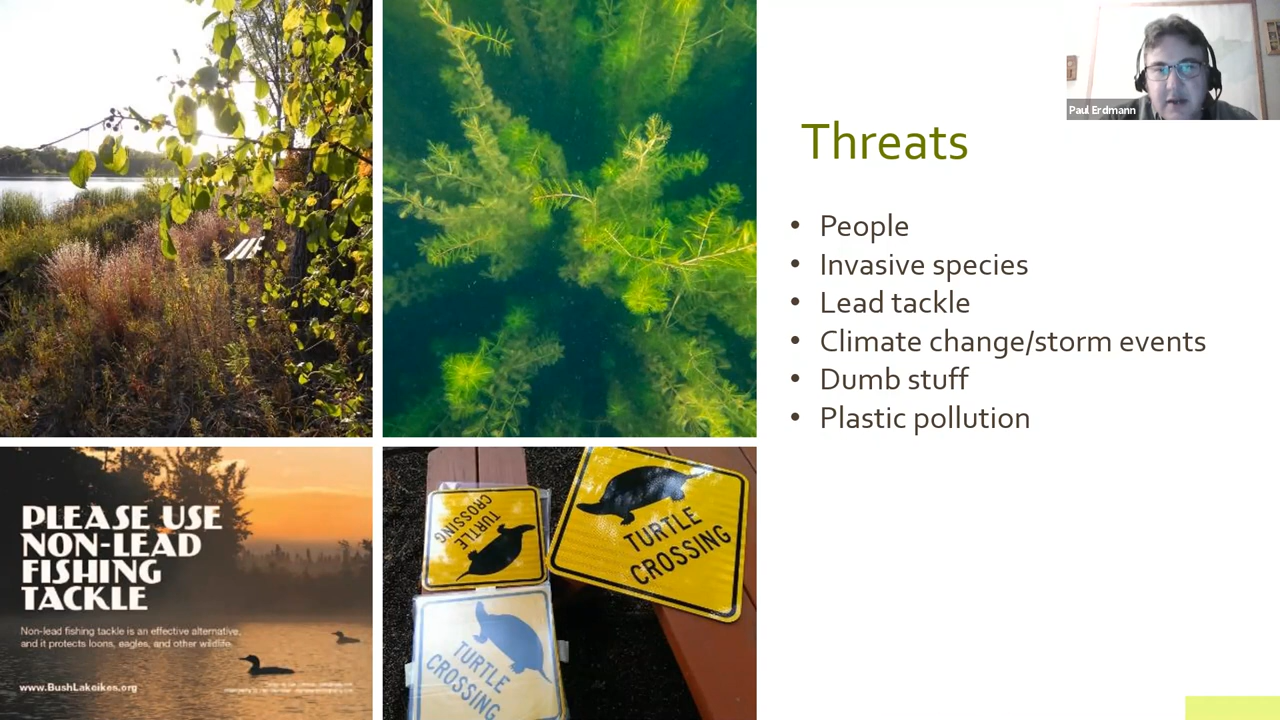 Paul Erdmann
Threats
• People
• Invasive species
• Lead tackle
• Climate change/storm events
• Dumb stuff
• Plastic pollution
PLEASE USE
NON-LEAD
FISHING
TACKLE
Non-lead fishing tackle is an effective alternative,
and it protects loons, eagles, and other wildlife.
www.BushLakeikes.org
TURTLE
CROSSING
TURTLE
CROSSING
TURTLE
CROSSING